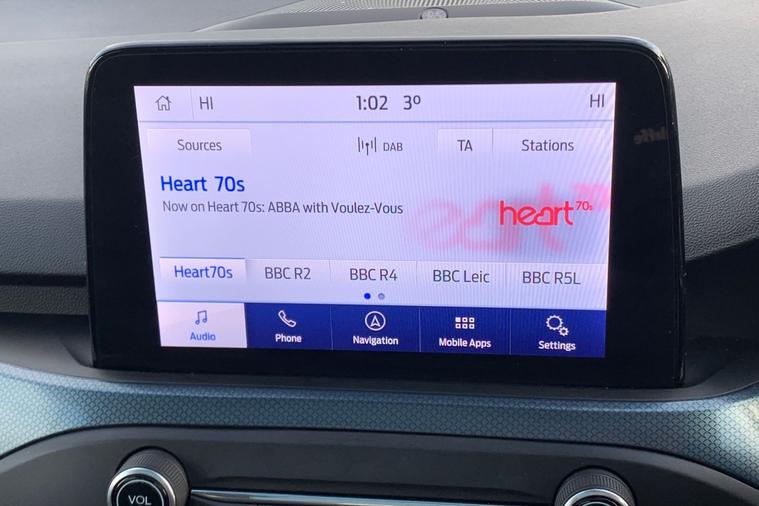 HI 1:02 3º HI
Sources DAB TA Stations
Heart 70s
Now on Heart 70s: ABBA with Voulez-Vous
heart 70s
Heart70s BBC R2 BBC R4 BBC Leic BBC R5L
Audio Phone Navigation Mobile Apps Settings
VOL